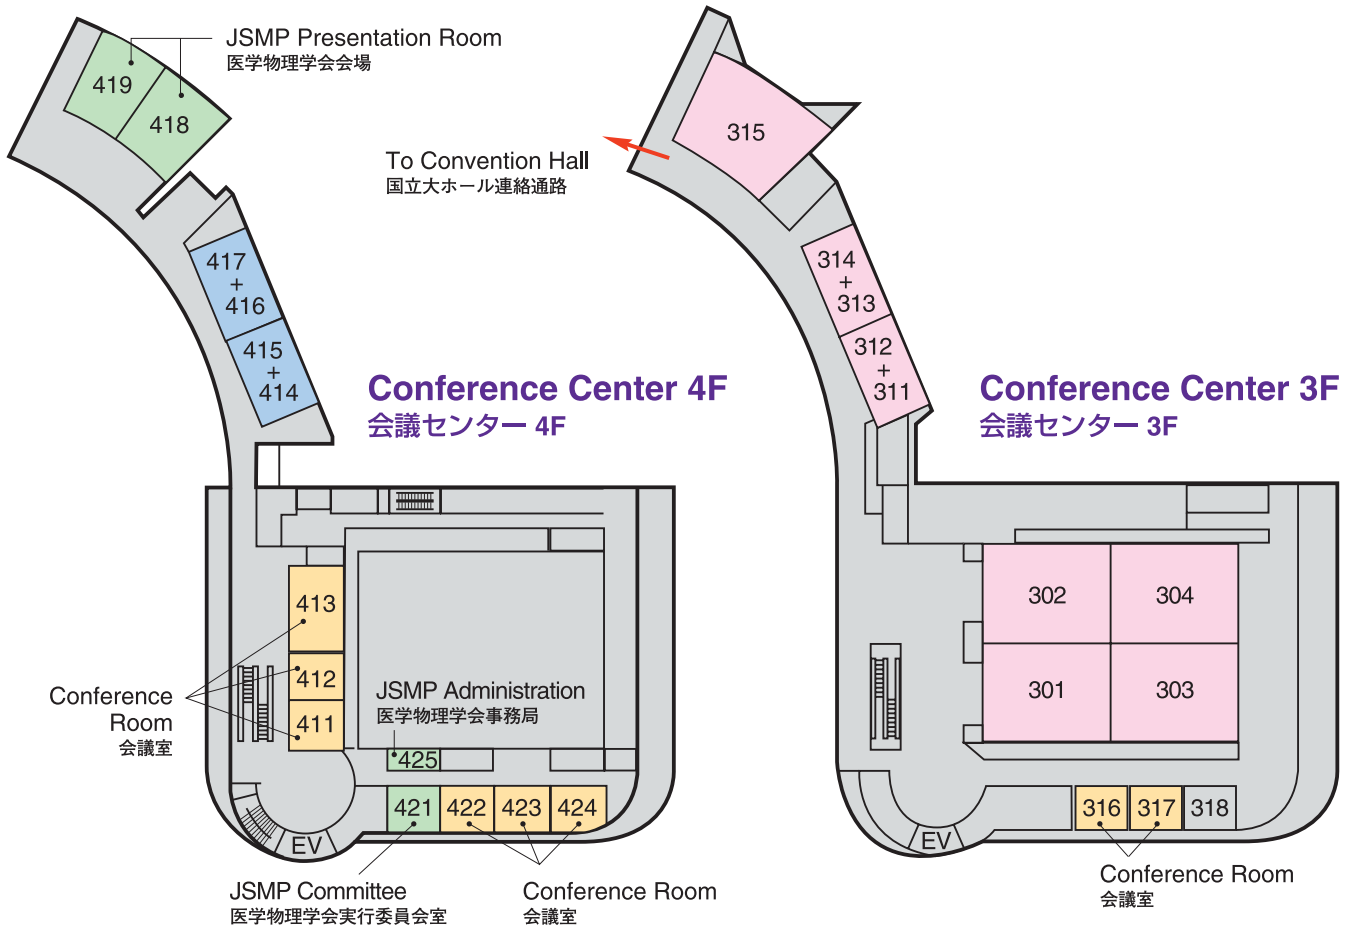 JSMP Presentation Room
医学物理学会会場
419
418
417
+
416
415
+
414
Conference Center 4F
会議センター 4F
413
412
411
Conference
Room
会議室
JSMP Administration
医学物理学会事務局
425
421
422
423
424
EV
JSMP Committee
医学物理学会実行委員会室
Conference Room
会議室
315
To Convention Hall
国立大ホール連絡通路
314
+
313
312
+
311
Conference Center 3F
会議センター 3F
302
304
301
303
316
317
318
EV
Conference Room
会議室